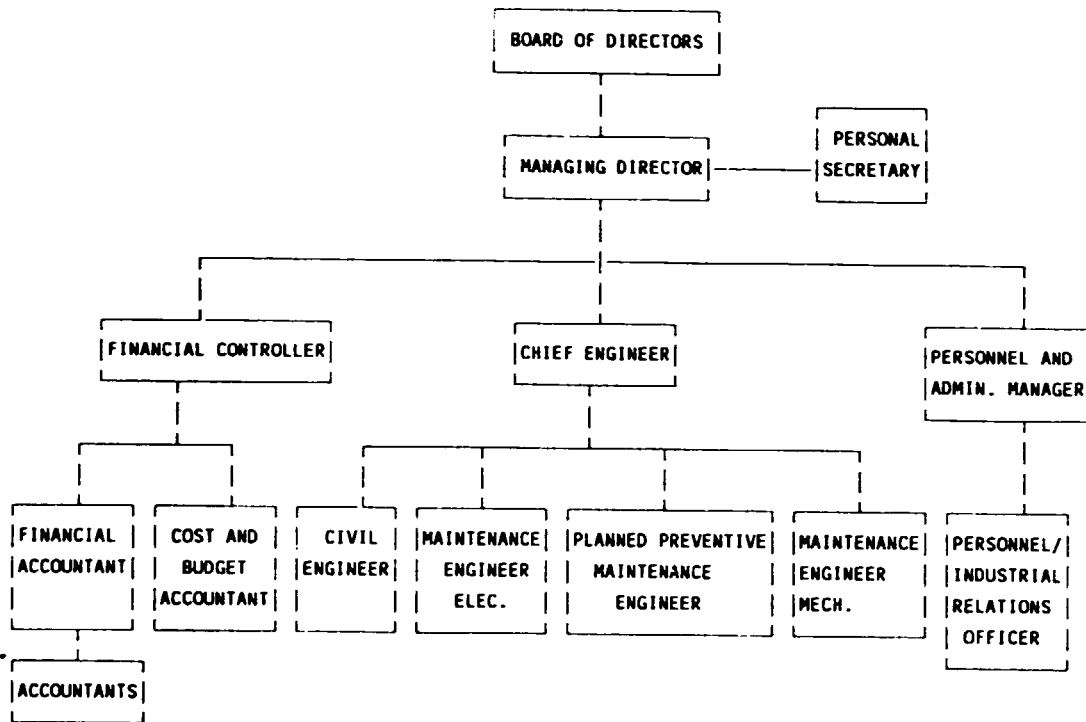 BOARD OF DIRECTORS
MANAGING DIRECTOR
PERSONAL
SECRETARY
FINANCIAL CONTROLLER
CHIEF ENGINEER
PERSONNEL AND
ADMIN. MANAGER
FINANCIAL
ACCOUNTANT
COST AND
BUDGET
ACCOUNTANT
CIVIL
ENGINEER
MAINTENANCE
ENGINEER
ELEC.
PLANNED PREVENTIVE
MAINTENANCE
ENGINEER
MAINTENANCE
ENGINEER
MECH.
PERSONNEL/
INDUSTRIAL
RELATIONS
OFFICER
ACCOUNTANTS